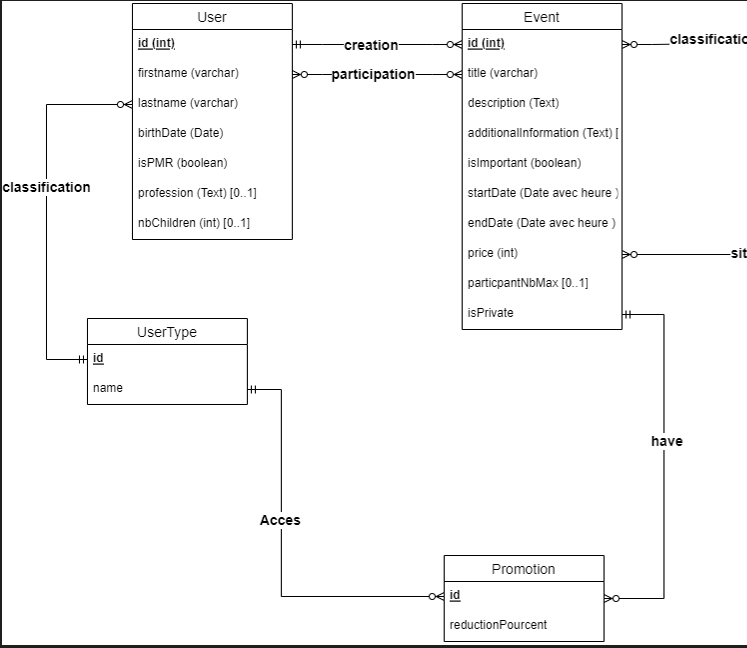 User
id (int)
firstname (varchar)
lastname (varchar)
birthDate (Date)
isPMR (boolean)
profession (Text) [0..1]
nbChildren (int) [0..1]
creation
participation
Event
id (int)
title (varchar)
description (Text)
additionalInformation (Text) [
isImportant (boolean)
startDate (Date avec heure )
endDate (Date avec heure )
price (int)
particpantNbMax [0..1]
isPrivate
classificatic
sit
classification
UserType
id
name
have
Acces
Promotion
id
reductionPourcent